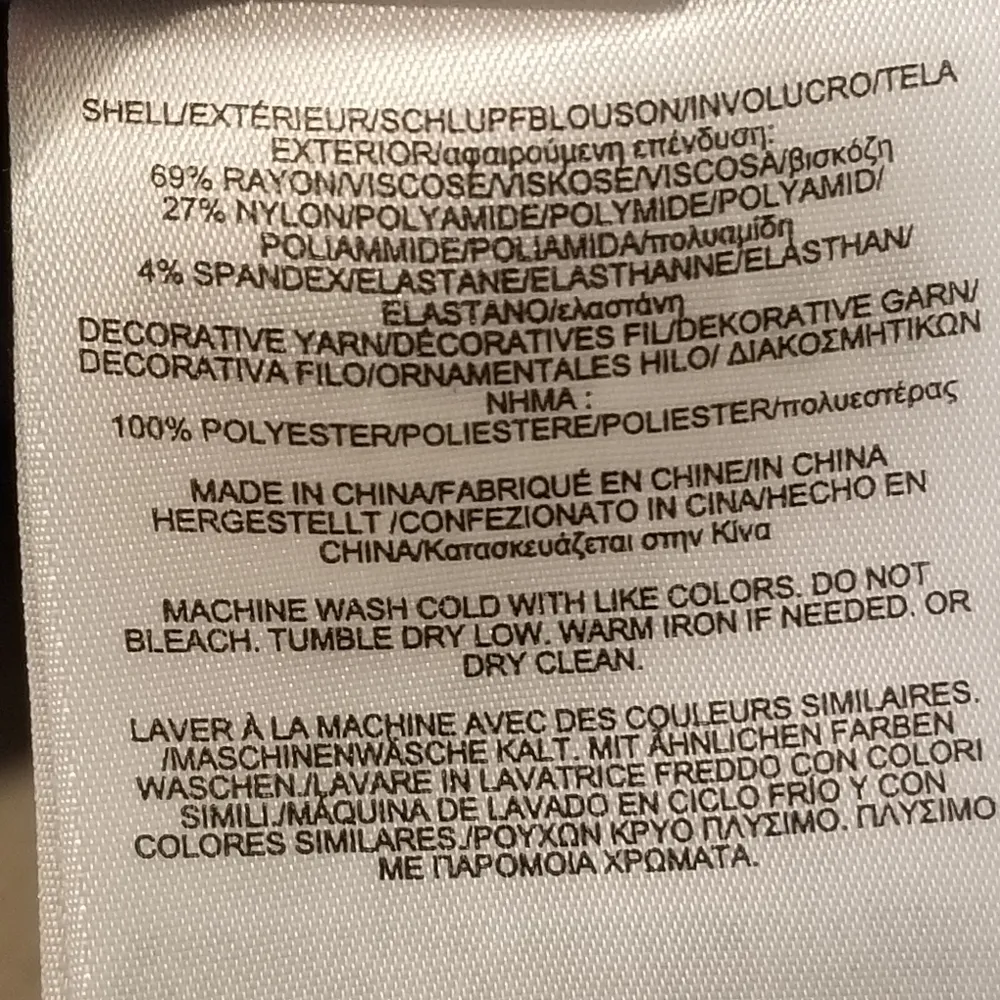 SHELL/EXTÉRIEUR/SCHLUPFBLOUSON/INVOLUCRO/TELA
EXTERIOR/αφαιρούμενη επένδυση:
69% RAYON/VISCOSE/VISKOSE/VISCOSA/βισκόζη
27% NYLON/POLYAMIDE/POLYMIDE/POLYAMID/
POLIAMMIDE/POLIAMIDA/πολυαμίδη
4% SPANDEX/ELASTANE/ELASTHANNE/ELASTHAN/
ELASTANO/ελαστάνη
DECORATIVE YARN/DÉCORATIVES FIL/DEKORATIVE GARN/
DECORATIVA FILO/ORNAMENTALES HILO/ ΔΙΑΚΟΣΜΗΤΙΚΩΝ
ΝΗΜΑ :
100% POLYESTER/POLIESTERE/POLIESTER/πολυεστέρας
MADE IN CHINA/FABRIQUÉ EN CHINE/IN CHINA
HERGESTELLT /CONFEZIONATO IN CINA/HECHO EN
CHINA/Κατασκευάζεται στην Κίνα
MACHINE WASH COLD WITH LIKE COLORS. DO NOT
BLEACH. TUMBLE DRY LOW. WARM IRON IF NEEDED. OR
DRY CLEAN.
LAVER À LA MACHINE AVEC DES COULEURS SIMILAIRES.
/MASCHINENWÄSCHE KALT. MIT ÄHNLICHEN FARBEN
WASCHEN./LAVARE IN LAVATRICE FREDDO CON COLORI
SIMILI./MÁQUINA DE LAVADO EN CICLO FRÍO Y CON
COLORES SIMILARES./ΡΟΥΧΩΝ ΚΡΥΟ ΠΛΥΣΙΜΟ. ΠΛΥΣΙΜΟ
ΜΕ ΠΑΡΟΜΟΙΑ ΧΡΩΜΑΤΑ.